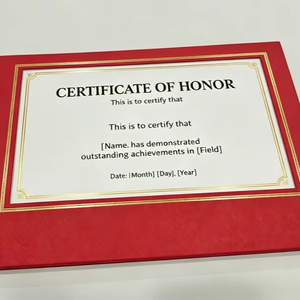 CERTIFICATE OF HONOR
This is to certify that
This is to certify that
[Name. has demonstrated
outstanding achievements in [Field]
Date: [Month] [Day], [Year]